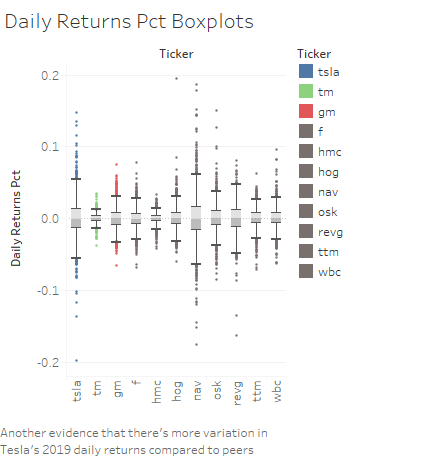 Daily Returns Pct Boxplots
Ticker
Ticker
tsla
tm
gm
f
hmc
hog
nav
osk
revg
ttm
wbc
Daily Returns Pct
0.2
0.1
0.0
-0.1
-0.2
tsla
tm
gm
f
hmc
hog
nav
osk
revg
ttm
wbc
Another evidence that there's more variation in
Tesla's 2019 daily returns compared to peers